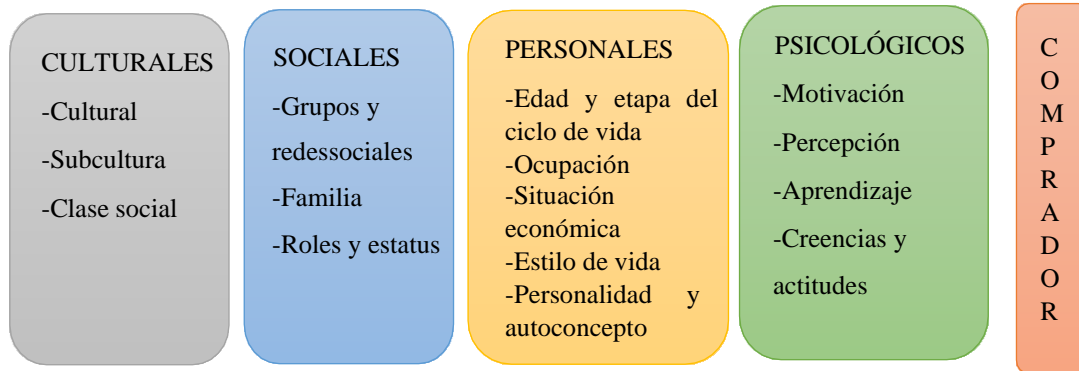 CULTURALES
-Cultural
-Subcultura
-Clase social
SOCIALES
-Grupos y
redessociales
-Familia
-Roles y estatus
PERSONALES
-Edad y etapa del
ciclo de vida
-Ocupación
-Situación
económica
-Estilo de vida
-Personalidad y
autoconcepto
PSICOLÓGICOS
-Motivación
-Percepción
-Aprendizaje
-Creencias y
actitudes
C
O
M
P
R
A
D
O
R